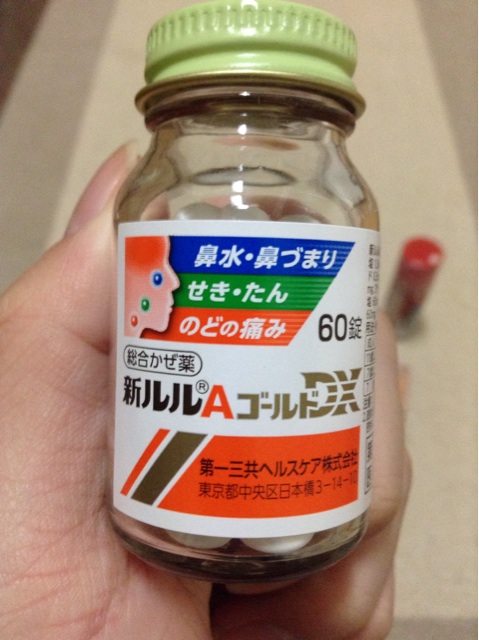 鼻水・鼻づまり
せき・たん
のどの痛み
60錠
総合かぜ薬
新ルル®AゴールドDX
第一三共ヘルスケア株式会社
東京都中央区日本橋3-14-10